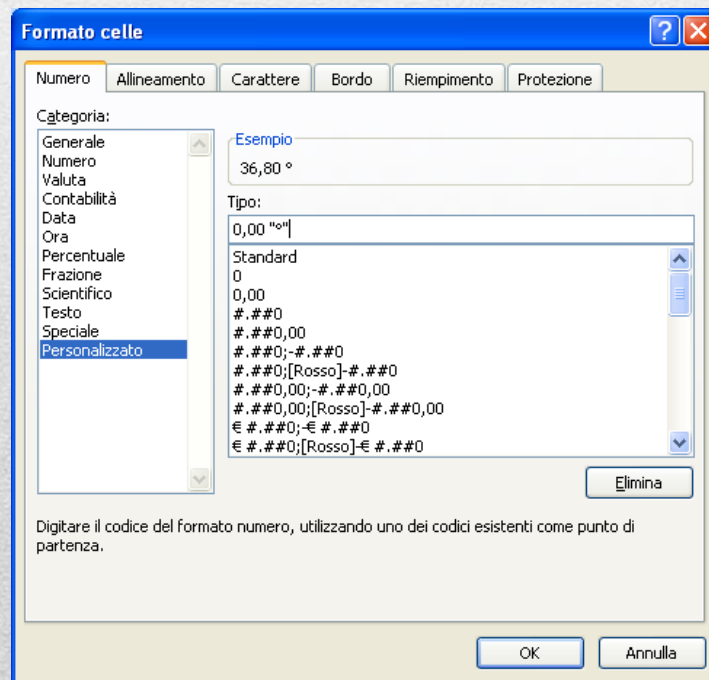 Formato celle
Numero Allineamento Carattere Bordo Riempimento Protezione
Categoria:
Generale
Numero
Valuta
Contabilità
Data
Ora
Percentuale
Frazione
Scientifico
Testo
Speciale
Personalizzato
Esempio
36,80 °
Tipo:
0,00 "°"
Standard
0
0,00
#.##0
#.##0,00
#.##0;-#.##0
#.##0;[Rosso]-#.##0
#.##0,00;-#.##0,00
#.##0,00;[Rosso]-#.##0,00
€ #.##0;-€ #.##0
€ #.##0;[Rosso]-€ #.##0
Elimina
Digitare il codice del formato numero, utilizzando uno dei codici esistenti come punto di
partenza.
OK Annulla